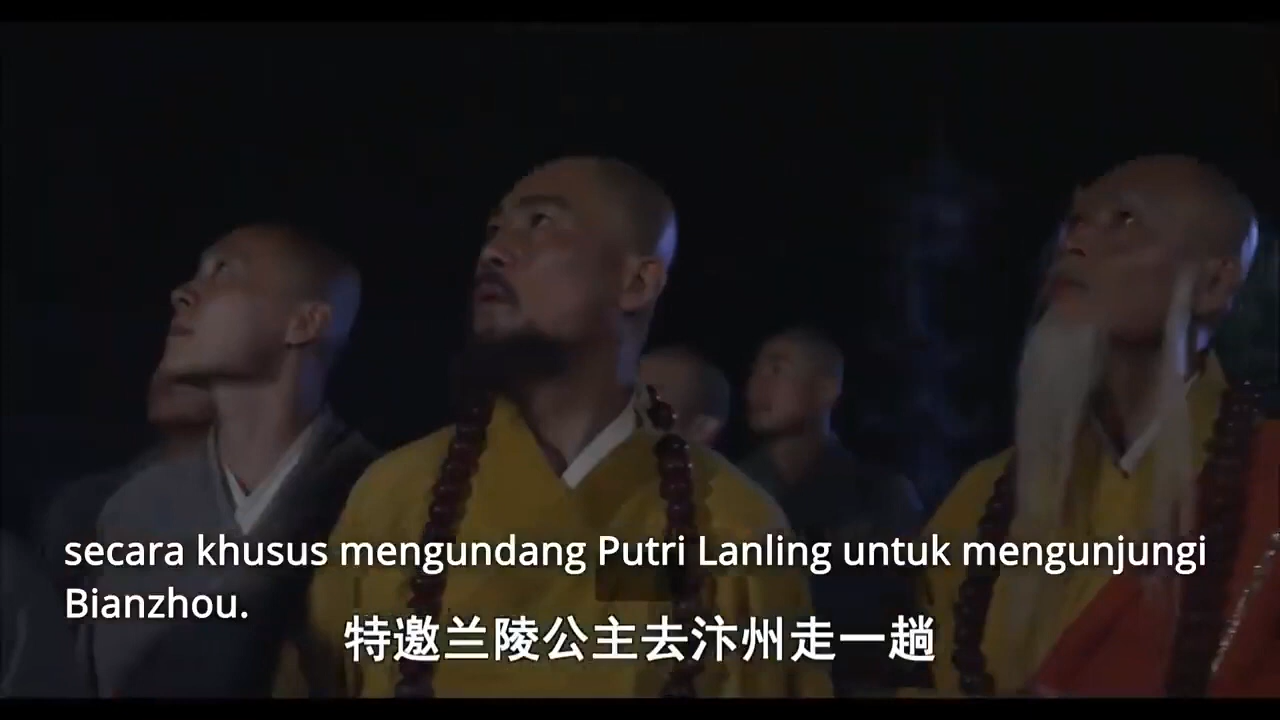 secara khusus mengundang Putri Lanling untuk mengunjungi
Bianzhou.
特邀兰陵公主去汴州走一趟